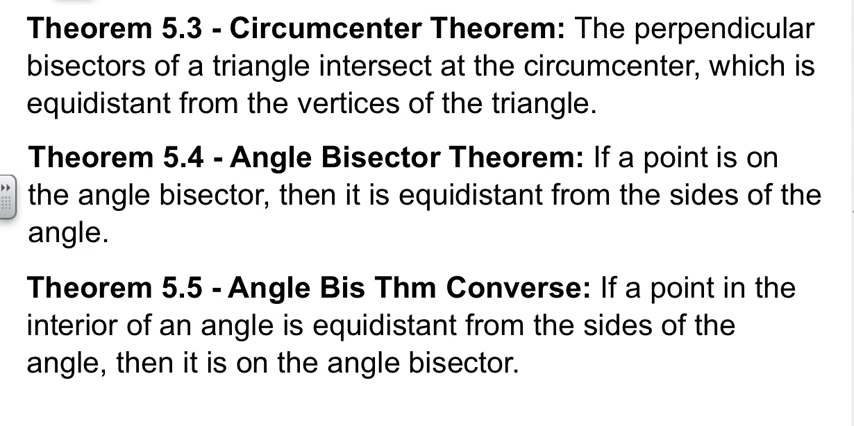 Theorem 5.3 - Circumcenter Theorem: The perpendicular
bisectors of a triangle intersect at the circumcenter, which is
equidistant from the vertices of the triangle.
Theorem 5.4 - Angle Bisector Theorem: If a point is on
the angle bisector, then it is equidistant from the sides of the
angle.
Theorem 5.5 - Angle Bis Thm Converse: If a point in the
interior of an angle is equidistant from the sides of the
angle, then it is on the angle bisector.